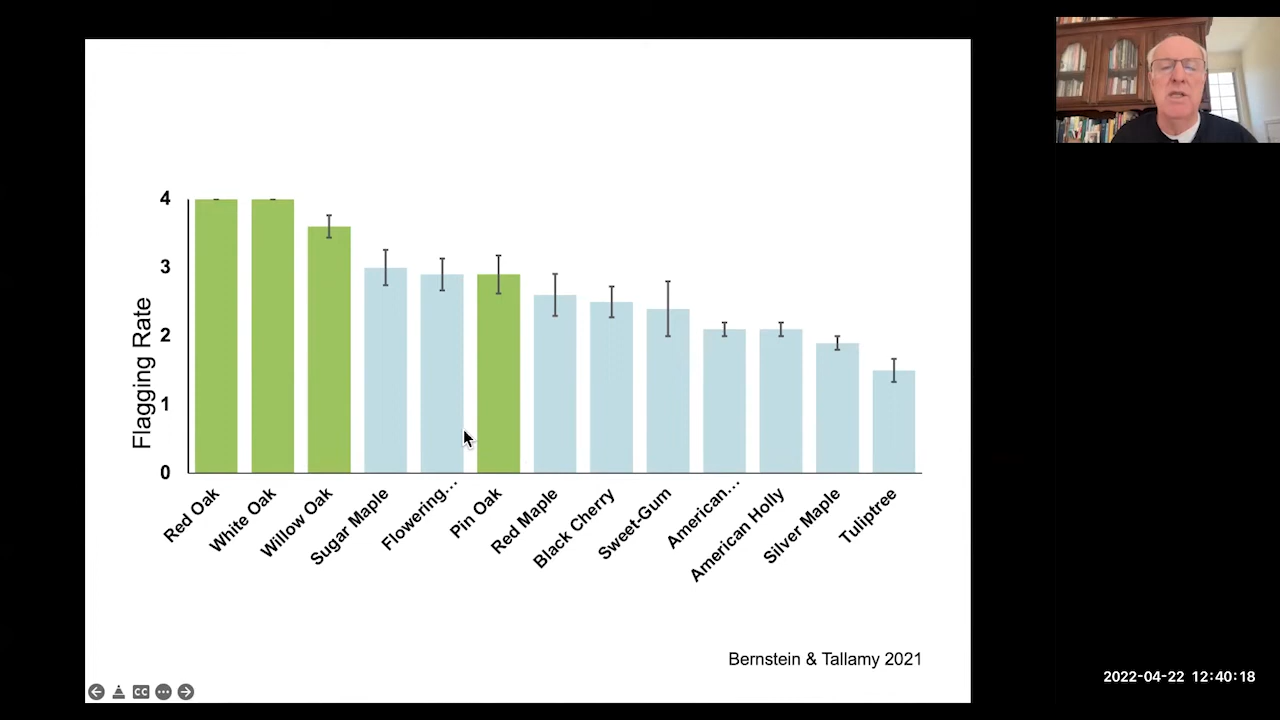 4
3
2
1
0
Flagging Rate
Red Oak
White Oak
Willow Oak
Sugar Maple
Flowering...
Pin Oak
Red Maple
Black Cherry
Sweet-Gum
American...
American Holly
Silver Maple
Tuliptree
Bernstein & Tallamy 2021
CC
2022-04-22 12:40:18